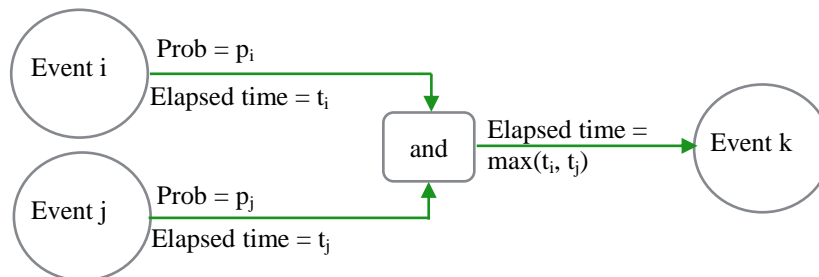 Event i
Prob = pᵢ
Elapsed time = tᵢ
and
Elapsed time =
max(tᵢ, tⱼ)
Event k
Event j
Prob = pⱼ
Elapsed time = tⱼ